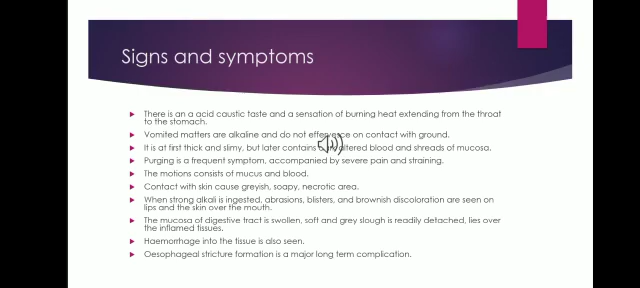 Signs and symptoms
There is an a acid caustic taste and a sensation of burning heat extending from the throat
to the stomach.
Vomited matters are alkaline and do not effervesce on contact with ground.
It is at first thick and slimy, but later contains altered blood and shreds of mucosa.
Purging is a frequent symptom, accompanied by severe pain and straining.
The motions consists of mucus and blood.
Contact with skin cause greyish, soapy, necrotic area.
When strong alkali is ingested, abrasions, blisters, and brownish discoloration are seen on
lips and the skin over the mouth.
The mucosa of digestive tract is swollen, soft and grey slough is readily detached, lies over
the inflamed tissues.
Haemorrhage into the tissue is also seen.
Oesophageal stricture formation is a major long term complication.